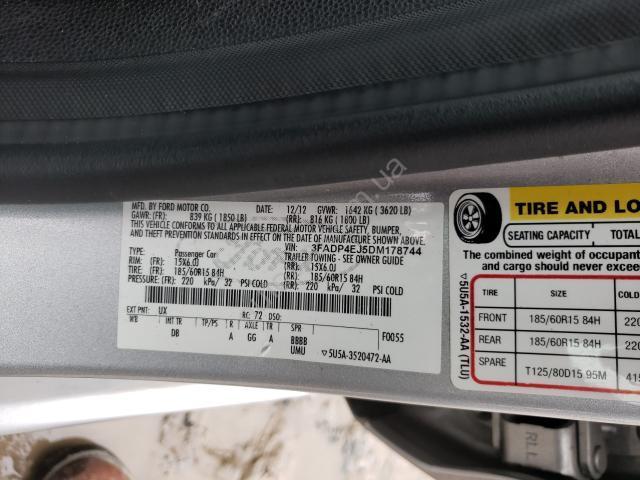 MFD. BY FORD MOTOR CO. DATE: 12/12 GVWR: 1642 KG ( 3620 LB)
GAWR: (FR): 839 KG ( 1850 LB) (RR): 816 KG ( 1800 LB)
THIS VEHICLE CONFORMS TO ALL APPLICABLE FEDERAL MOTOR VEHICLE SAFETY, BUMPER,
AND THEFT PREVENTION STANDARDS IN EFFECT ON THE DATE OF MANUFACTURE SHOWN ABOVE.
VIN: 3FADP4EJ5DM178744
TYPE: Passenger Car TRAILER TOWING - SEE OWNER GUIDE
RIM: (FR): 15X6.0J (RR): 15X6.0J
TIRE: (FR): 185/60R15 84H (RR): 185/60R15 84H
PRESSURE: (FR): 220 kPa/ 32 PSI COLD (RR): 220 kPa/ 32 PSI COLD
EXT PNT: UX RC: 72 DSO: F0055
WB INT TR TP/PS R AXLE TR SPR
DB A GG A BBBB
UMU ▽5U5A-3520472-AA
TIRE AND LO
SEATING CAPACITY TOTAL
The combined weight of occupant
and cargo should never exceed
TIRE SIZE COLD
FRONT 185/60R15 84H 220
REAR 185/60R15 84H 220
SPARE T125/80D15 95M 415
▽5U5A-1532-AA (TLU)
.ua